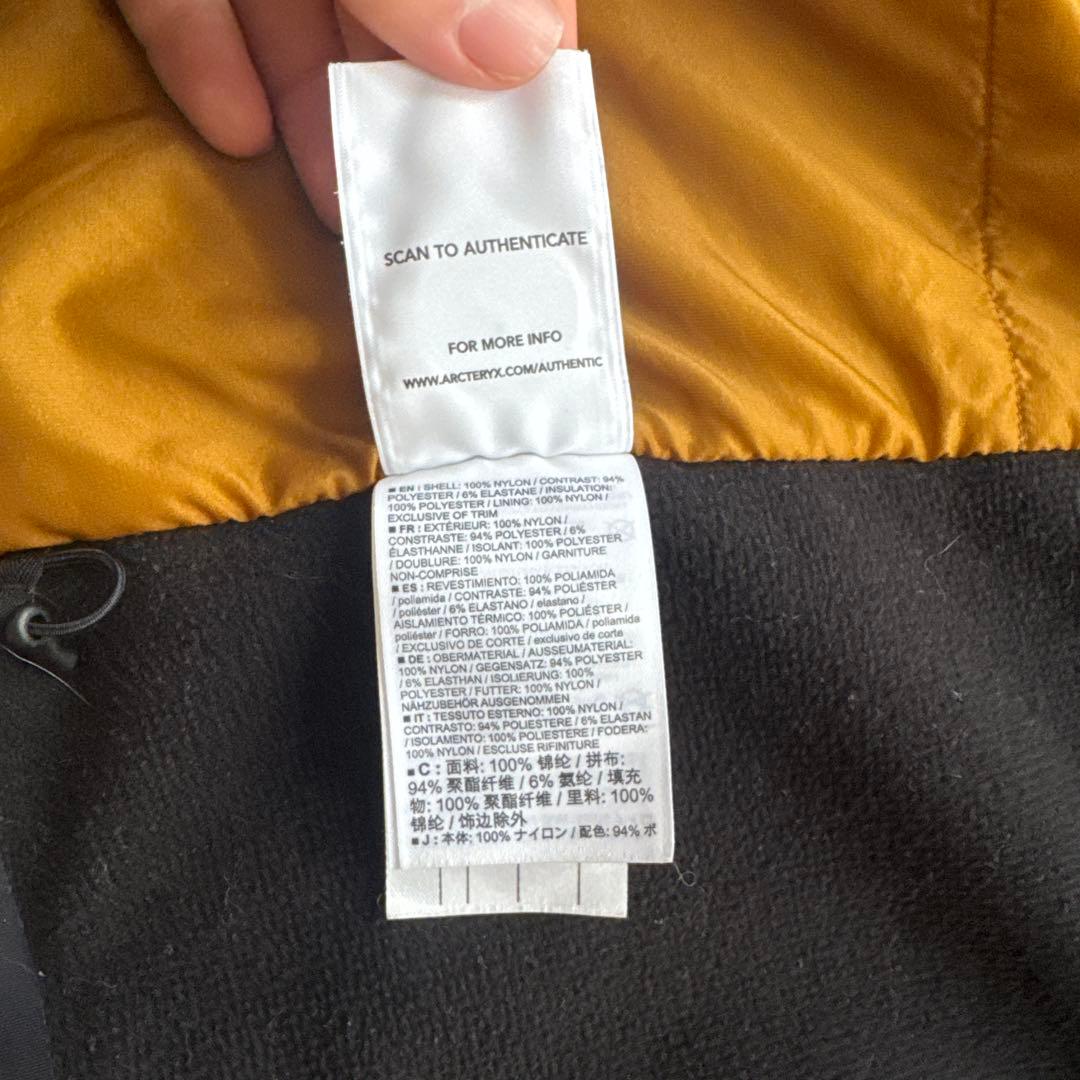 SCAN TO AUTHENTICATE
FOR MORE INFO
WWW.ARCTERYX.COM/AUTHENTIC
■ EN : SHELL: 100% NYLON / CONTRAST: 94%
POLYESTER / 6% ELASTANE / INSULATION:
100% POLYESTER / LINING: 100% NYLON /
EXCLUSIVE OF TRIM
■ FR : EXTÉRIEUR: 100% NYLON /
CONSTRASTE: 94% POLYESTER / 6%
ÉLASTHANNE / ISOLANT: 100% POLYESTER
/ DOUBLURE: 100% NYLON / GARNITURE
NON-COMPRISE
■ ES : REVESTIMIENTO: 100% POLIAMIDA
/ poliamida / CONTRASTE: 94% POLIÉSTER
/ poliéster / 6% ELASTANO / elastano /
AISLAMIENTO TÉRMICO: 100% POLIÉSTER /
poliéster / FORRO: 100% POLIAMIDA / poliamida
/ EXCLUSIVO DE CORTE / exclusivo de corte
■ DE : OBERMATERIAL / AUSSEUMATERIAL:
100% NYLON / GEGENSATZ: 94% POLYESTER
/ 6% ELASTHAN / ISOLIERUNG: 100%
POLYESTER / FUTTER: 100% NYLON /
NÄHZUBEHÖR AUSGENOMMEN
■ IT : TESSUTO ESTERNO: 100% NYLON /
CONTRASTO: 94% POLIESTERE / 6% ELASTAN
/ ISOLAMENTO: 100% POLIESTERE / FODERA:
100% NYLON / ESCLUSE RIFINITURE
■ C : 面料: 100% 锦纶 / 拼布:
94% 聚酯纤维 / 6% 氨纶 / 填充
物: 100% 聚酯纤维 / 里料: 100%
锦纶 / 饰边除外
■ J : 本体: 100% ナイロン / 配色: 94% ポ